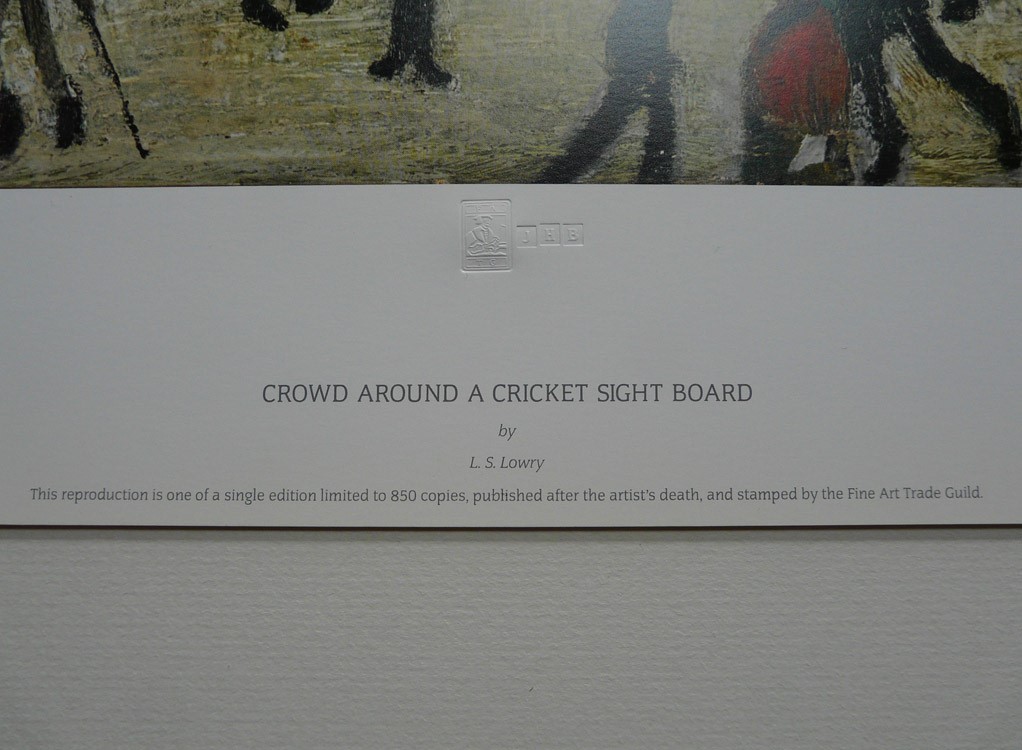 JHB
CROWD AROUND A CRICKET SIGHT BOARD
by
L. S. Lowry
This reproduction is one of a single edition limited to 850 copies, published after the artist's death, and stamped by the Fine Art Trade Guild.